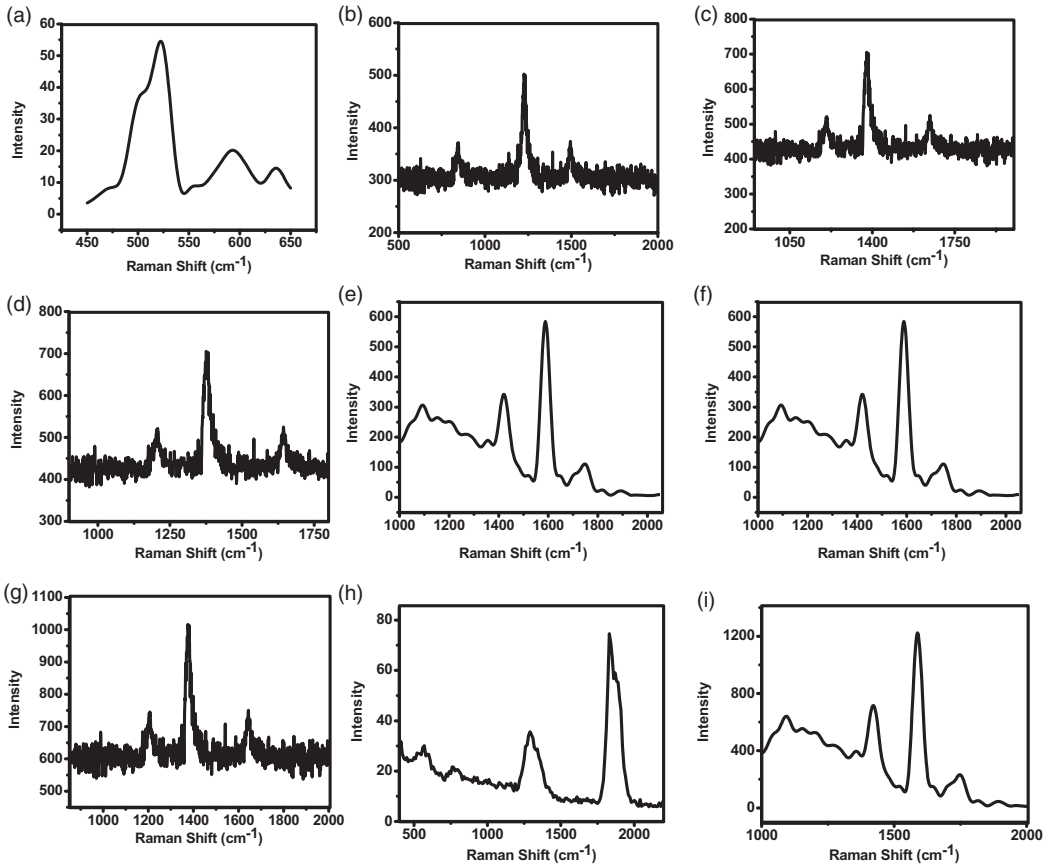 (a)
60
50
40
30
20
10
0
Intensity
450 500 550 600 650
Raman Shift (cm-1)
(b)
600
500
400
300
200
Intensity
500 1000 1500 2000
Raman Shift (cm-1)
(c)
800
700
600
500
400
300
200
Intensity
1050 1400 1750
Raman Shift (cm-1)
(d)
800
700
600
500
400
300
Intensity
1000 1250 1500 1750
Raman Shift (cm-1)
(e)
600
500
400
300
200
100
0
Intensity
1000 1200 1400 1600 1800 2000
Raman Shift (cm-1)
(f)
600
500
400
300
200
100
0
Intensity
1000 1200 1400 1600 1800 2000
Raman Shift (cm-1)
(g)
1100
1000
900
800
700
600
500
Intensity
1000 1200 1400 1600 1800 2000
Raman Shift (cm-1)
(h)
80
60
40
20
0
Intensity
500 1000 1500 2000
Raman Shift (cm-1)
(i)
1200
800
400
0
Intensity
1000 1500 2000
Raman Shift (cm-1)